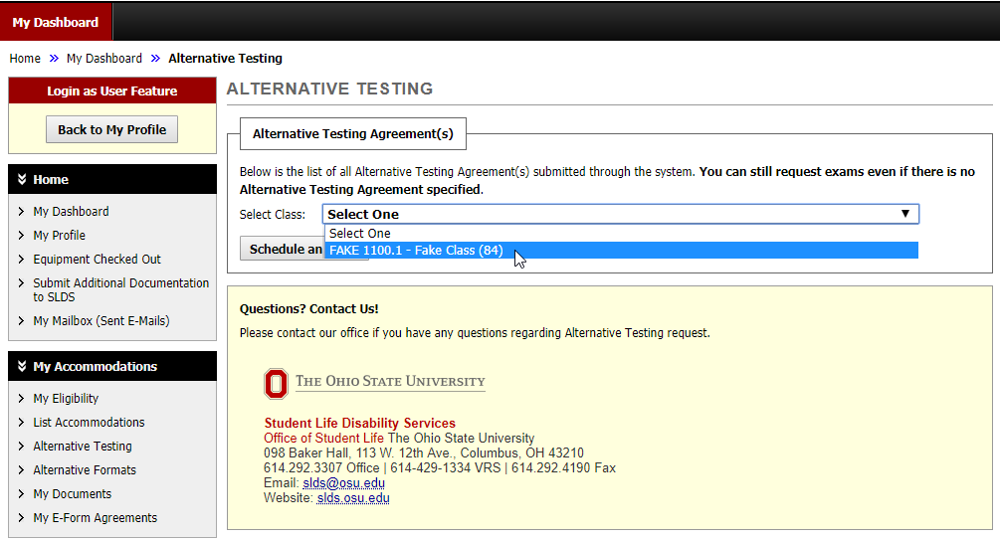 My Dashboard
Home » My Dashboard » Alternative Testing
Login as User Feature
Back to My Profile
Home
My Dashboard
My Profile
Equipment Checked Out
Submit Additional Documentation
to SLDS
My Mailbox (Sent E-Mails)
My Accommodations
My Eligibility
List Accommodations
Alternative Testing
Alternative Formats
My Documents
My E-Form Agreements
ALTERNATIVE TESTING
Alternative Testing Agreement(s)
Below is the list of all Alternative Testing Agreement(s) submitted through the system. You can still request exams even if there is no
Alternative Testing Agreement specified.
Select Class: Select One
Select One
FAKE 1100.1 - Fake Class (84)
Schedule an
Questions? Contact Us!
Please contact our office if you have any questions regarding Alternative Testing request.
THE OHIO STATE UNIVERSITY
Student Life Disability Services
Office of Student Life The Ohio State University
098 Baker Hall, 113 W. 12th Ave., Columbus, OH 43210
614.292.3307 Office | 614-429-1334 VRS | 614.292.4190 Fax
Email: slds@osu.edu
Website: slds.osu.edu